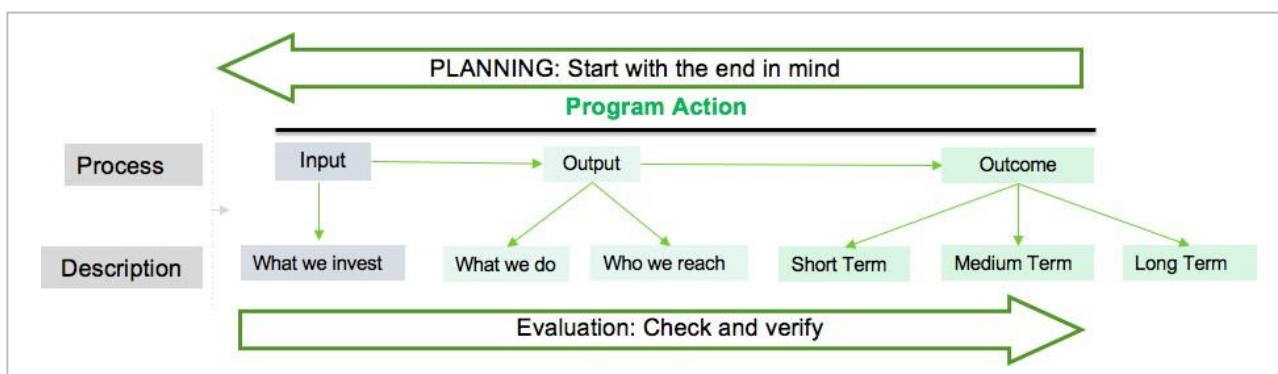 PLANNING: Start with the end in mind
Program Action
Process
Input
Output
Outcome
Description
What we invest
What we do
Who we reach
Short Term
Medium Term
Long Term
Evaluation: Check and verify